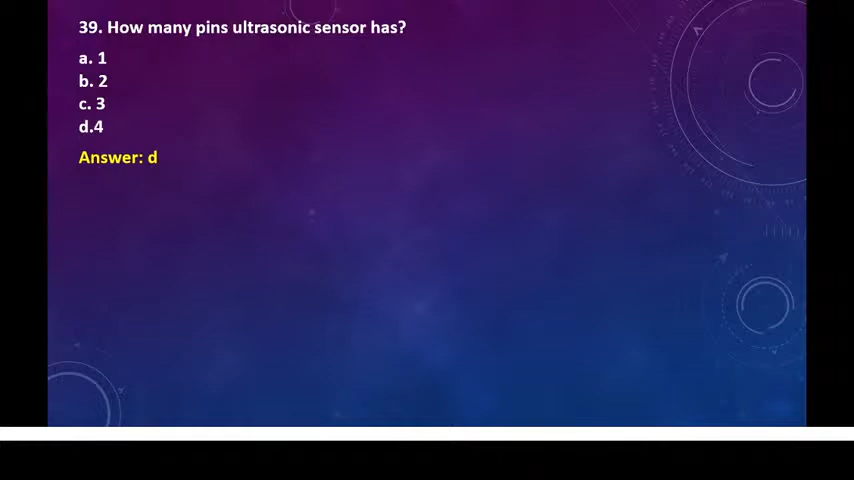 39. How many pins ultrasonic sensor has?
a. 1
b. 2
c. 3
d.4
Answer: d